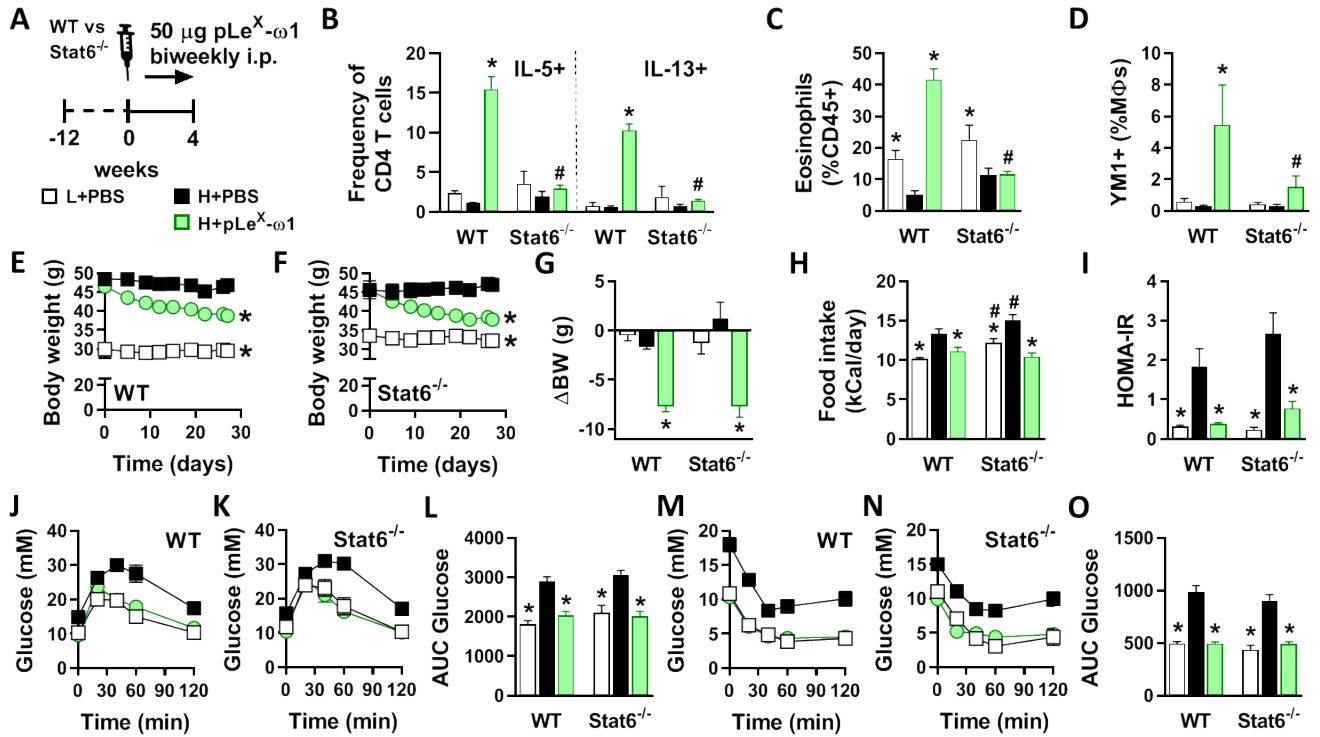 A
WT vs
Stat6-/-
50 μg pLeX-ω1
biweekly i.p.
-12
0
4
weeks
L+PBS
H+PBS
H+pLeX-ω1
B
Frequency of
CD4 T cells
20
15
10
5
0
IL-5+
IL-13+
*
#
*
#
WT
Stat6-/-
WT
Stat6-/-
C
Eosinophils
(%CD45+)
50
40
30
20
10
0
*
*
*
#
WT
Stat6-/-
D
YM1+ (%MΦs)
10
8
6
4
2
0
*
#
WT
Stat6-/-
E
Body weight (g)
50
45
40
35
30
20
0
*
*
WT
0
10
20
30
Time (days)
F
Body weight (g)
50
45
40
35
30
20
0
*
*
Stat6-/-
0
10
20
30
Time (days)
G
ΔBW (g)
5
0
-5
-10
*
*
WT
Stat6-/-
H
Food intake
(kCal/day)
20
15
10
5
0
*
*
#
*
#
*
WT
Stat6-/-
I
HOMA-IR
4
3
2
1
0
*
*
*
*
WT
Stat6-/-
J
Glucose (mM)
40
30
20
10
0
WT
0
30
60
90
120
Time (min)
K
Glucose (mM)
40
30
20
10
0
Stat6-/-
0
30
60
90
120
Time (min)
L
AUC Glucose
4000
3000
2000
1000
0
*
*
*
*
WT
Stat6-/-
M
Glucose (mM)
20
15
10
5
0
WT
0
30
60
90
120
Time (min)
N
Glucose (mM)
20
15
10
5
0
Stat6-/-
0
30
60
90
120
Time (min)
O
AUC Glucose
1500
1000
500
0
*
*
*
*
WT
Stat6-/-